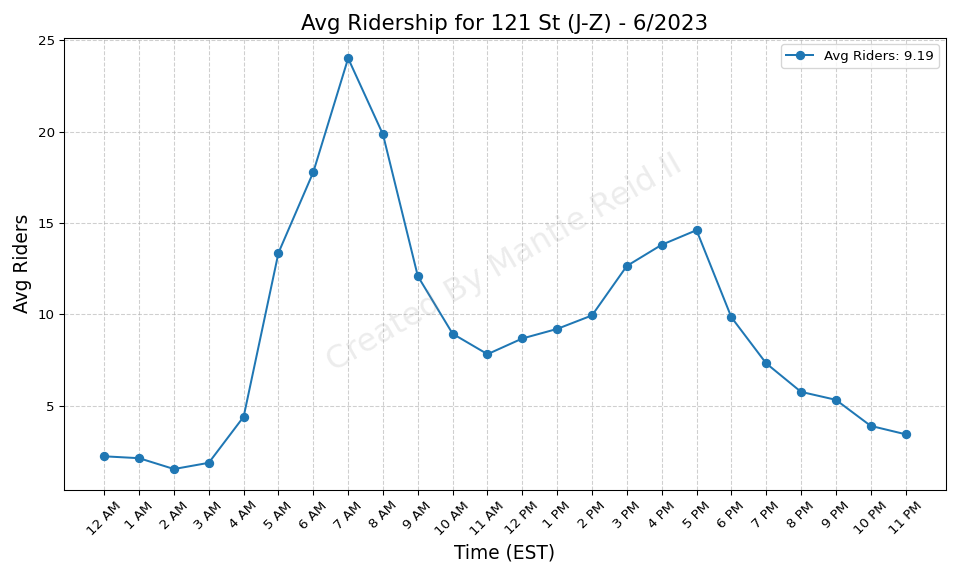 Avg Ridership for 121 St (J-Z) - 6/2023
Avg Riders: 9.19
Avg Riders
25
20
15
10
5
Created By Mantie Reid II
12 AM
1 AM
2 AM
3 AM
4 AM
5 AM
6 AM
7 AM
8 AM
9 AM
10 AM
11 AM
12 PM
1 PM
2 PM
3 PM
4 PM
5 PM
6 PM
7 PM
8 PM
9 PM
10 PM
11 PM
Time (EST)